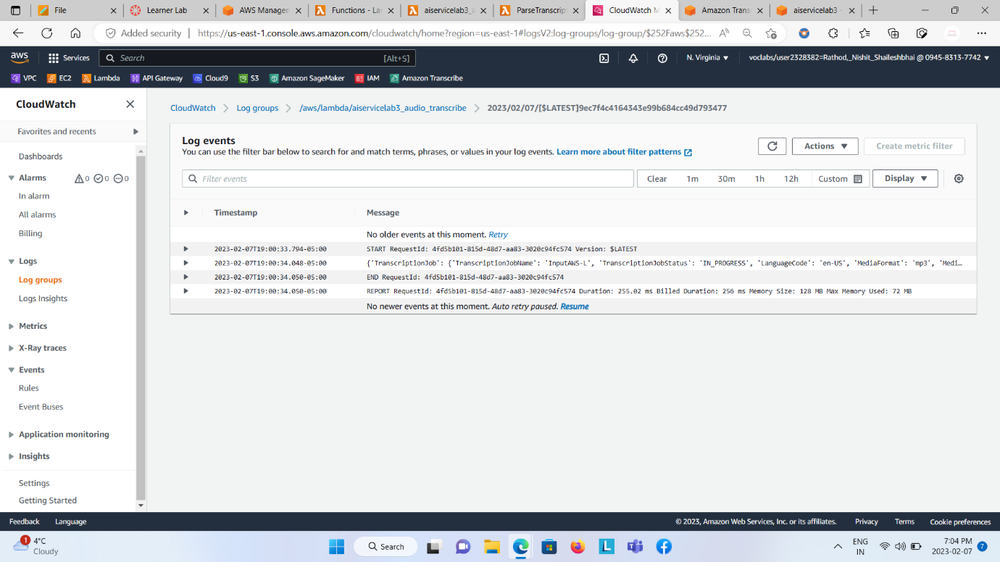 File
Learner Lab
AWS Manager
Functions - La
aiservicelab3_a
ParseTranscrip
CloudWatch M
Amazon Trans
aiservicelab3 -
Added security
https://us-east-1.console.aws.amazon.com/cloudwatch/home?region=us-east-1#logsV2:log-groups/log-group/$252Faws$252...
aws
Services
Search
[Alt+S]
N. Virginia
voclabs/user2328382=Rathod,_Nishit_Shaileshbhai @ 0945-8313-7742
VPC
EC2
Lambda
API Gateway
Cloud9
S3
Amazon SageMaker
IAM
Amazon Transcribe
CloudWatch
Favorites and recents
Dashboards
Alarms 0 0 0
In alarm
All alarms
Billing
Logs
Log groups
Logs Insights
Metrics
X-Ray traces
Events
Rules
Event Buses
Application monitoring
Insights
Settings
Getting Started
CloudWatch
Log groups
/aws/lambda/aiservicelab3_audio_transcribe
2023/02/07/[$LATEST]9ec7f4c4164343e99b684cc49d793477
Log events
You can use the filter bar below to search for and match terms, phrases, or values in your log events. Learn more about filter patterns
Actions
Create metric filter
Filter events
Clear
1m
30m
1h
12h
Custom
Display
Timestamp
Message
No older events at this moment. Retry
2023-02-07T19:00:33.794-05:00 START RequestId: 4fd5b101-815d-48d7-aa83-3020c94fc574 Version: $LATEST
2023-02-07T19:00:34.048-05:00 {'TranscriptionJob': {'TranscriptionJobName': 'InputAWS-L', 'TranscriptionJobStatus': 'IN_PROGRESS', 'LanguageCode': 'en-US', 'MediaFormat': 'mp3', 'Medi…
2023-02-07T19:00:34.050-05:00 END RequestId: 4fd5b101-815d-48d7-aa83-3020c94fc574
2023-02-07T19:00:34.050-05:00 REPORT RequestId: 4fd5b101-815d-48d7-aa83-3020c94fc574 Duration: 255.02 ms Billed Duration: 256 ms Memory Size: 128 MB Max Memory Used: 72 MB
No newer events at this moment. Auto retry paused. Resume
Feedback
Language
© 2023, Amazon Web Services, Inc. or its affiliates.
Privacy
Terms
Cookie preferences
1
4°C
Cloudy
Search
L
ENG
IN
7:04 PM
2023-02-07
7